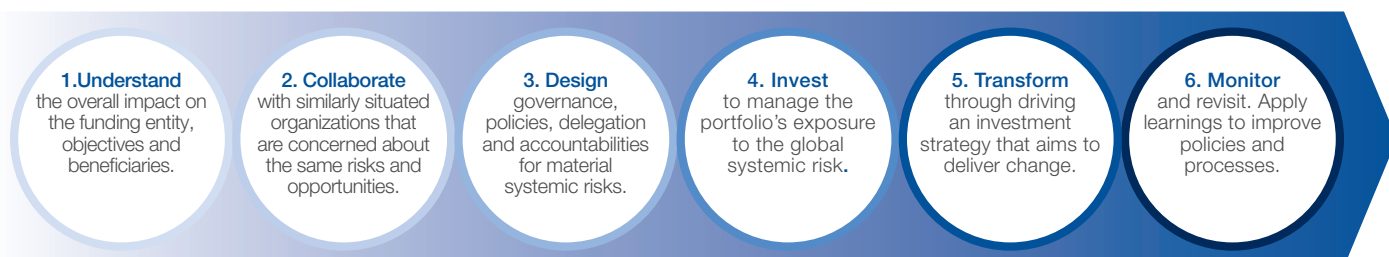 1.Understand
the overall impact on
the funding entity,
objectives and
beneficiaries.
2. Collaborate
with similarly situated
organizations that
are concerned about
the same risks and
opportunities.
3. Design
governance,
policies, delegation
and accountabilities
for material
systemic risks.
4. Invest
to manage the
portfolio's exposure
to the global
systemic risk.
5. Transform
through driving
an investment
strategy that aims to
deliver change.
6. Monitor
and revisit. Apply
learnings to improve
policies and
processes.